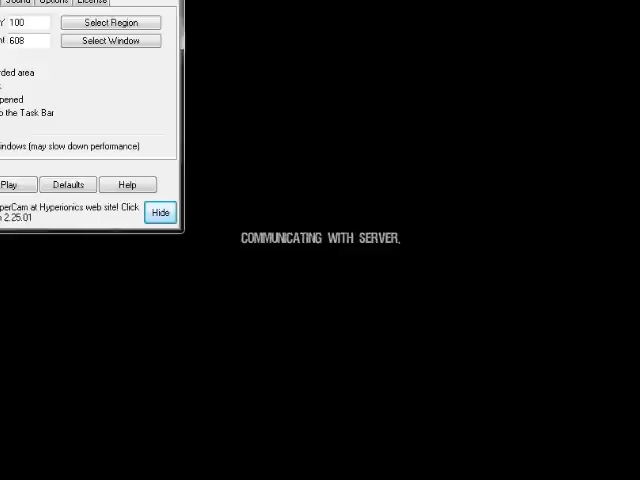 Sound Options License
Y 100 Select Region
608 Select Window
rded area
pened
o the Task Bar
indows (may slow down performance)
Play Defaults Help
perCam at Hyperionics web site! Click
2.25.01
Hide
COMMUNICATING WITH SERVER.